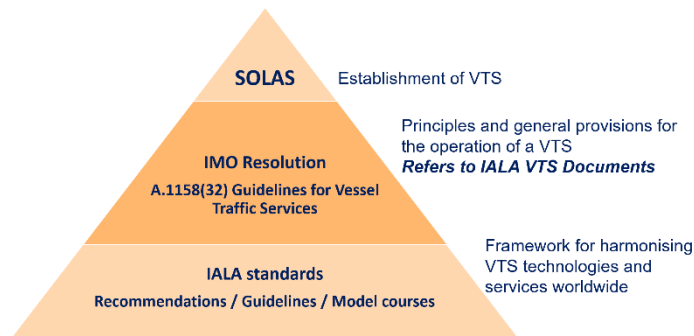 SOLAS
Establishment of VTS
IMO Resolution
A.1158(32) Guidelines for Vessel
Traffic Services
Principles and general provisions for
the operation of a VTS
Refers to IALA VTS Documents
IALA standards
Recommendations / Guidelines / Model courses
Framework for harmonising
VTS technologies and
services worldwide